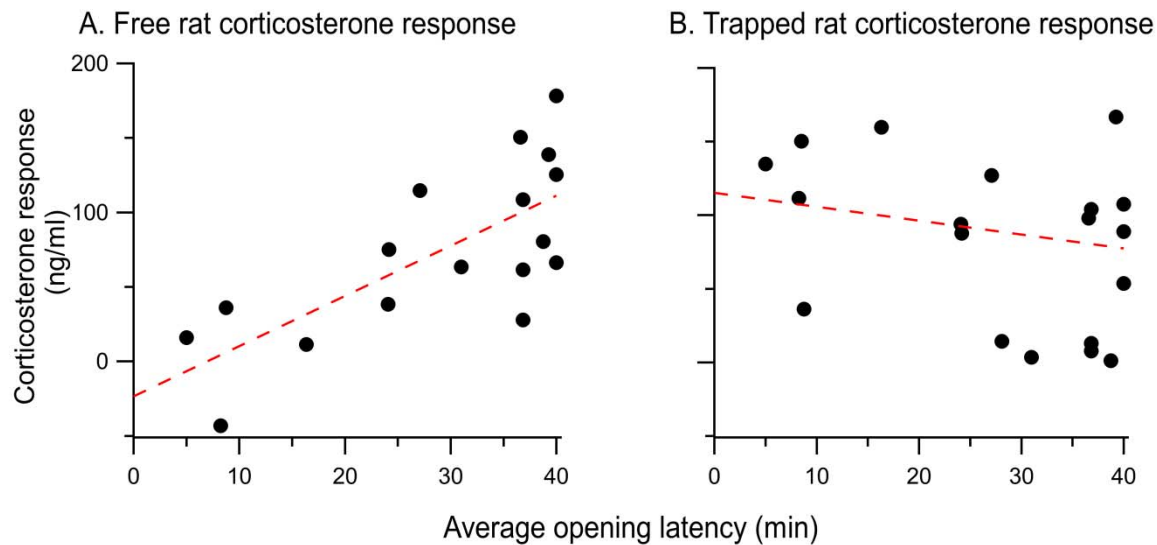 A. Free rat corticosterone response
B. Trapped rat corticosterone response
Corticosterone response
(ng/ml)
200
100
0
0 10 20 30 40
0 10 20 30 40
Average opening latency (min)